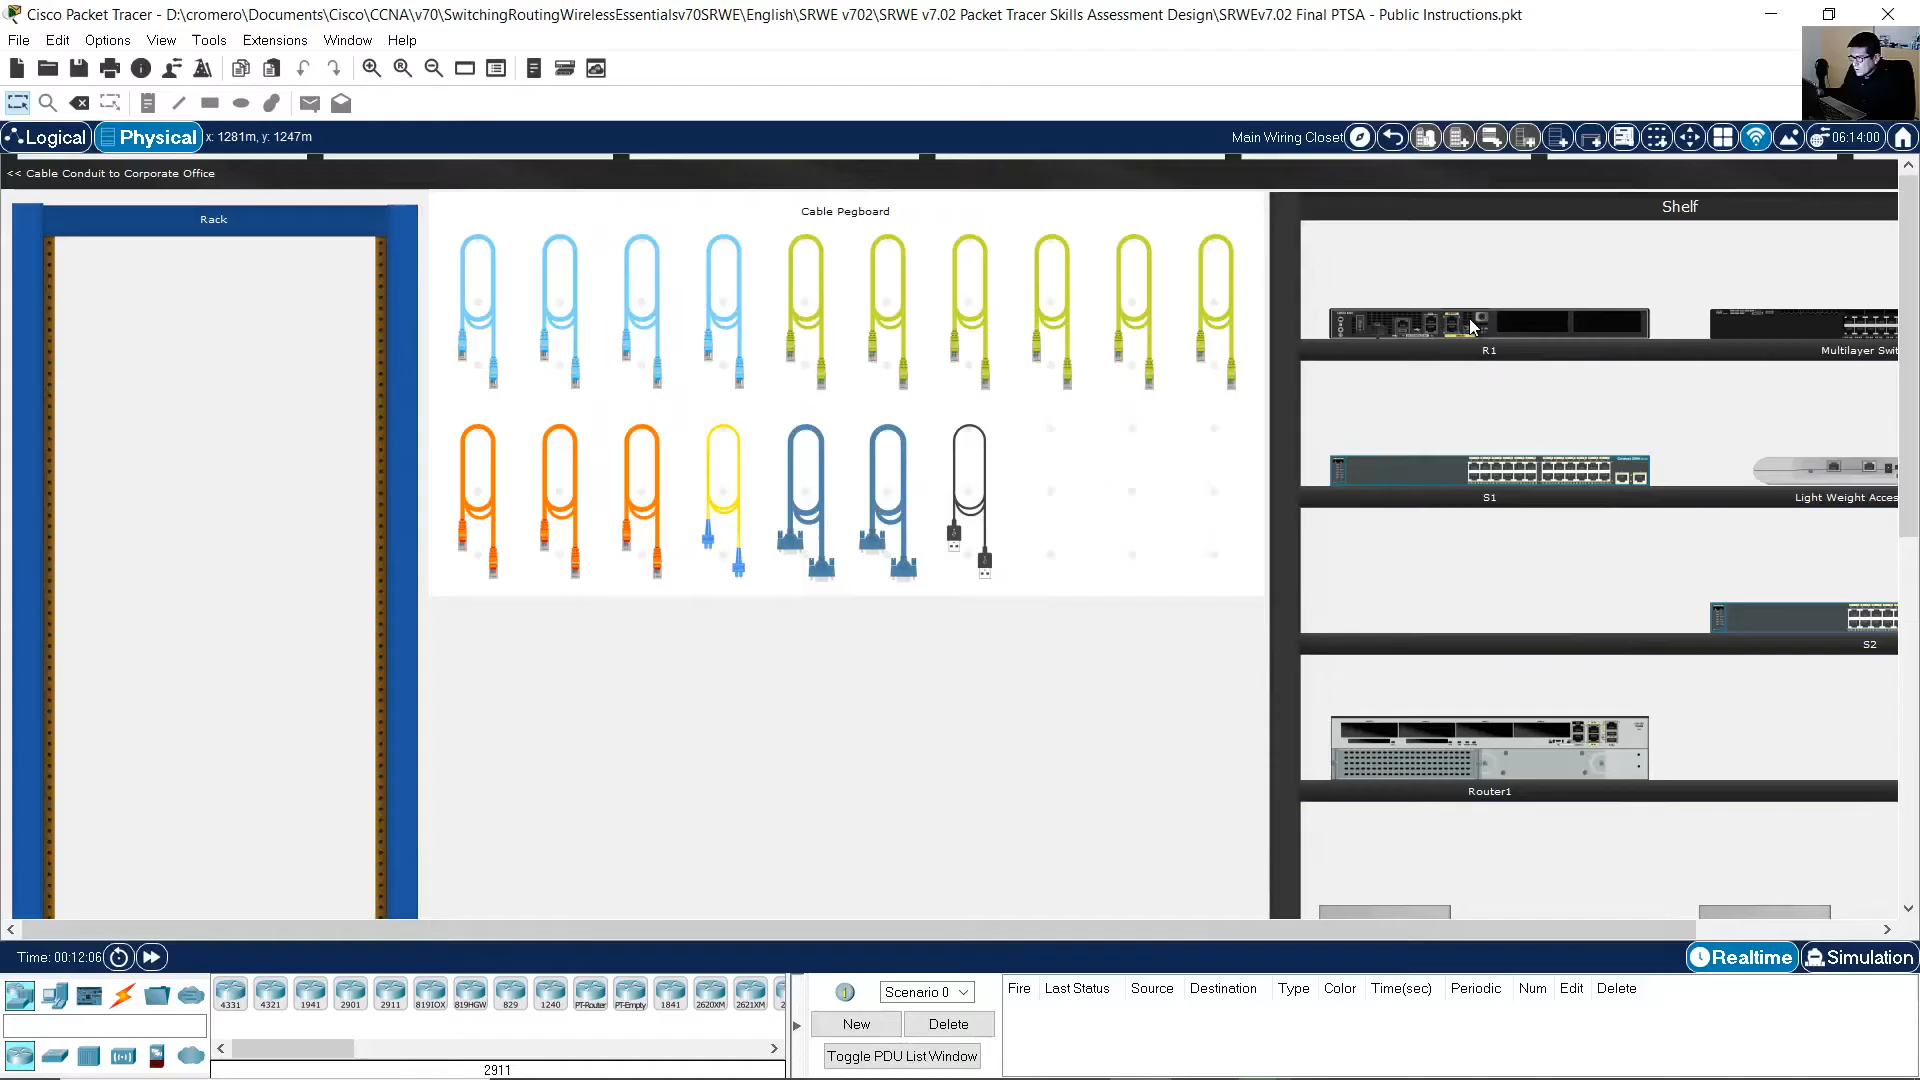 Cisco Packet Tracer - D:\cromero\Documents\Cisco\CCNA\v70\SwitchingRoutingWirelessEssentialsv70SRWE\English\SRWE v702\SRWE v7.02 Packet Tracer Skills Assessment Design\SRWEv7.02 Final PTSA - Public Instructions.pkt
File Edit Options View Tools Extensions Window Help
Logical Physical x: 1281m, y: 1247m Main Wiring Closet 06:14:00
<< Cable Conduit to Corporate Office
Rack
Cable Pegboard
Shelf
R1
Multilayer Swit
S1
Light Weight Acces
S2
Router1
Time: 00:12:06 Realtime Simulation
4331 4321 1941 2901 2911 819IOX 819HGW 829 1240 PT-Router PT-Empty 1841 2620XM 2621XM 2
2911
Scenario 0
New Delete
Toggle PDU List Window
Fire Last Status Source Destination Type Color Time(sec) Periodic Num Edit Delete